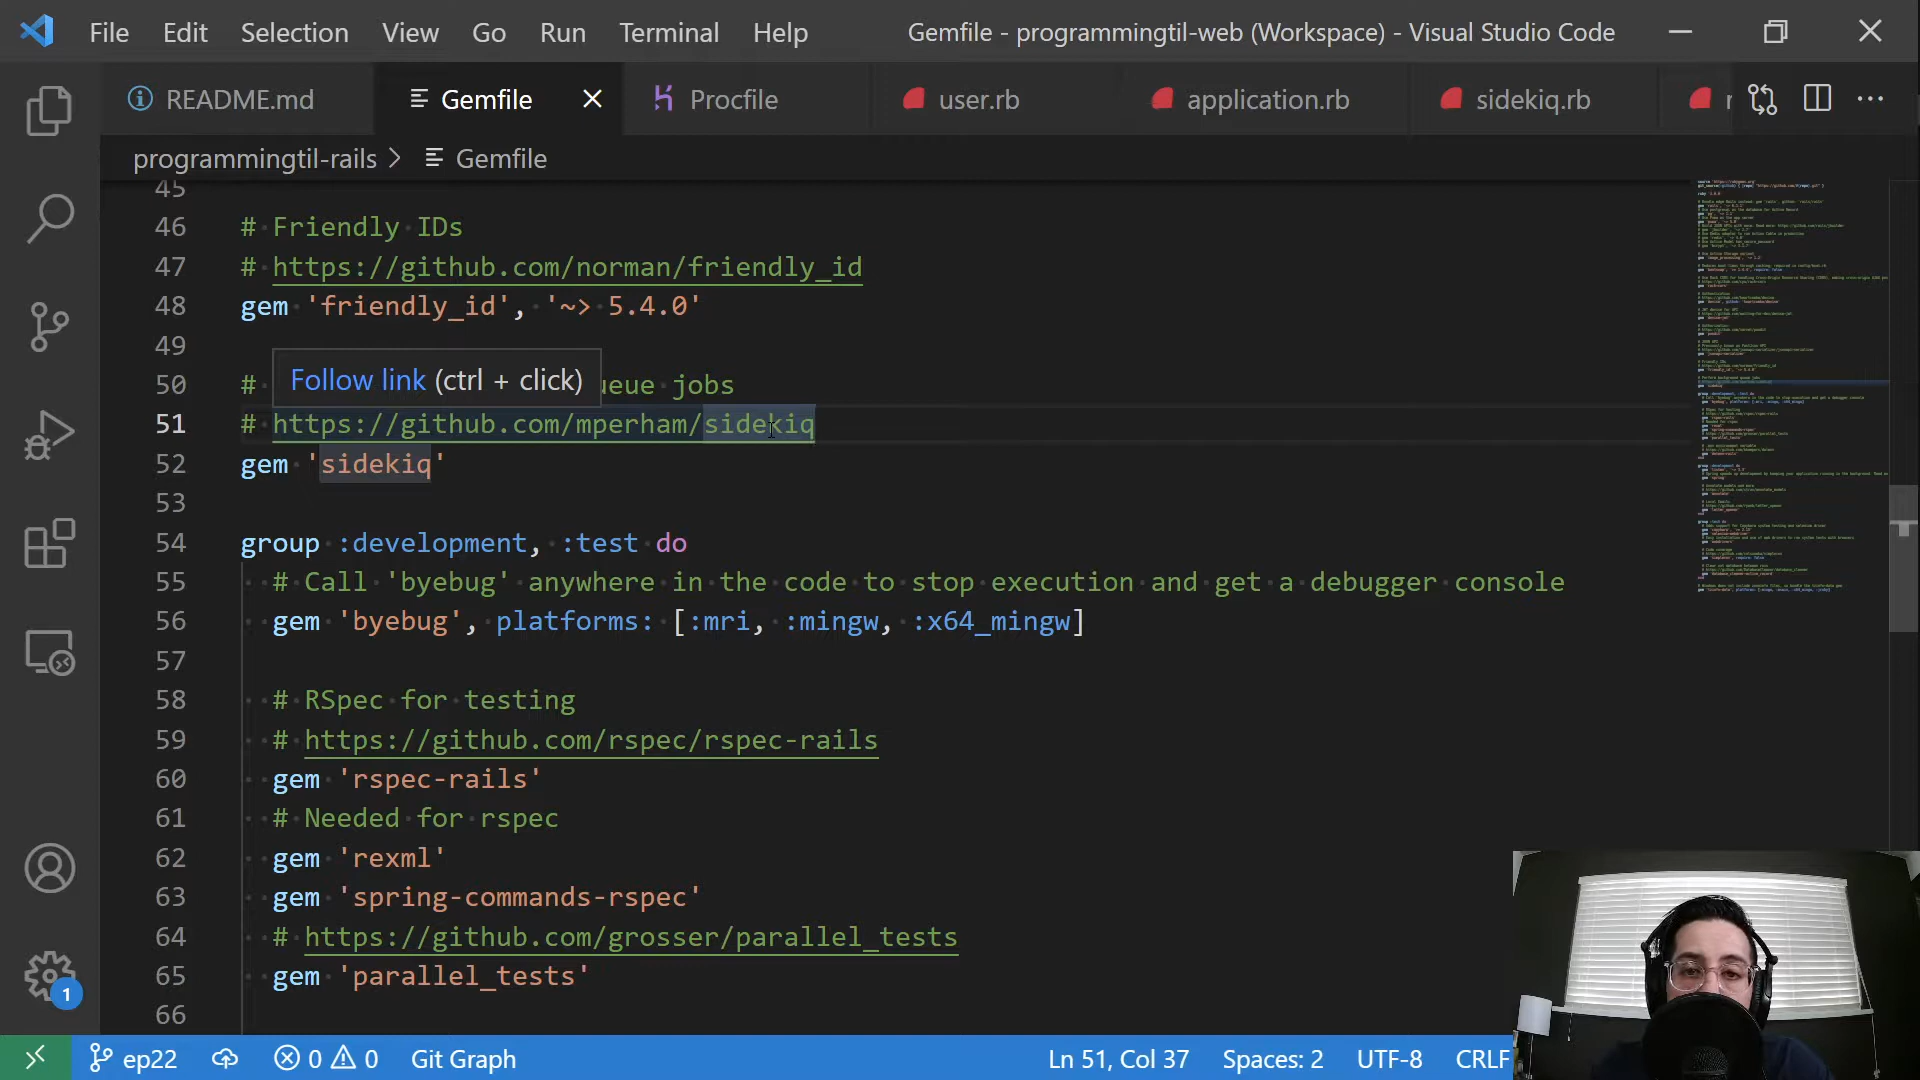 File Edit Selection View Go Run Terminal Help Gemfile - programmingtil-web (Workspace) - Visual Studio Code
README.md Gemfile Procfile user.rb application.rb sidekiq.rb
programmingtil-rails > Gemfile
45
46 # Friendly IDs
47 # https://github.com/norman/friendly_id
48 gem 'friendly_id', '~> 5.4.0'
49
Follow link (ctrl + click)
50 # ueue jobs
51 # https://github.com/mperham/sidekiq
52 gem 'sidekiq'
53
54 group :development, :test do
55 # Call 'byebug' anywhere in the code to stop execution and get a debugger console
56 gem 'byebug', platforms: [:mri, :mingw, :x64_mingw]
57
58 # RSpec for testing
59 # https://github.com/rspec/rspec-rails
60 gem 'rspec-rails'
61 # Needed for rspec
62 gem 'rexml'
63 gem 'spring-commands-rspec'
64 # https://github.com/grosser/parallel_tests
65 gem 'parallel_tests'
66
1
ep22 0 0 Git Graph Ln 51, Col 37 Spaces: 2 UTF-8 CRLF